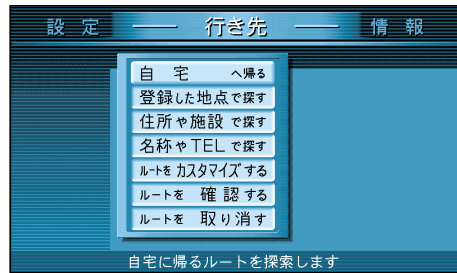 設定 行き先 情報
自宅 へ帰る
登録した地点で探す
住所や施設で探す
名称やTELで探す
ルートをカスタマイズする
ルートを 確認する
ルートを 取り消す
自宅に帰るルートを探索します